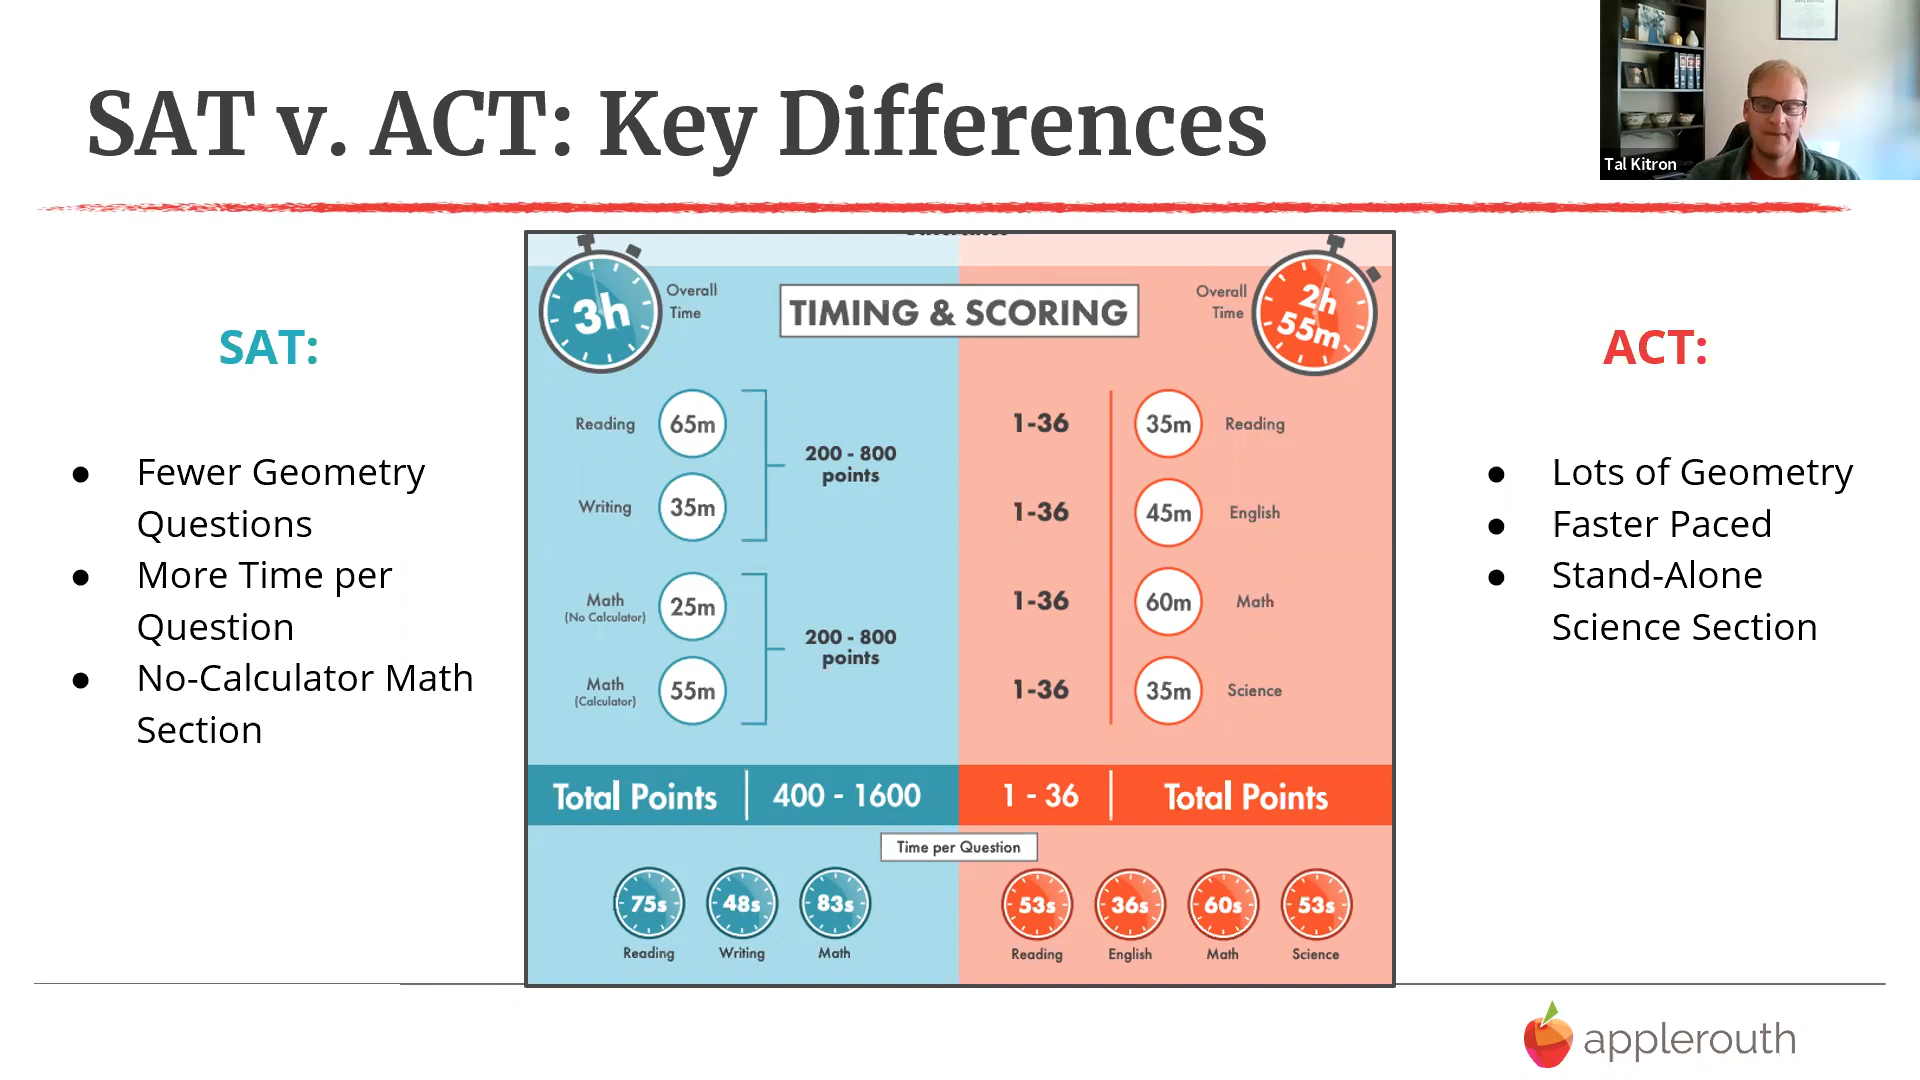 SAT v. ACT: Key Differences
Tal Kitron
SAT:
Fewer Geometry
Questions
More Time per
Question
No-Calculator Math
Section
3h
Overall
Time
TIMING & SCORING
Overall
Time
2h
55m
Reading
65m
Writing
35m
200 - 800
points
Math
(No Calculator)
25m
Math
(Calculator)
55m
200 - 800
points
1-36
35m
Reading
1-36
45m
English
1-36
60m
Math
1-36
35m
Science
Total Points
400 - 1600
1 - 36
Total Points
Time per Question
75s
48s
83s
Reading
Writing
Math
53s
36s
60s
53s
Reading
English
Math
Science
ACT:
Lots of Geometry
Faster Paced
Stand-Alone
Science Section
applerouth